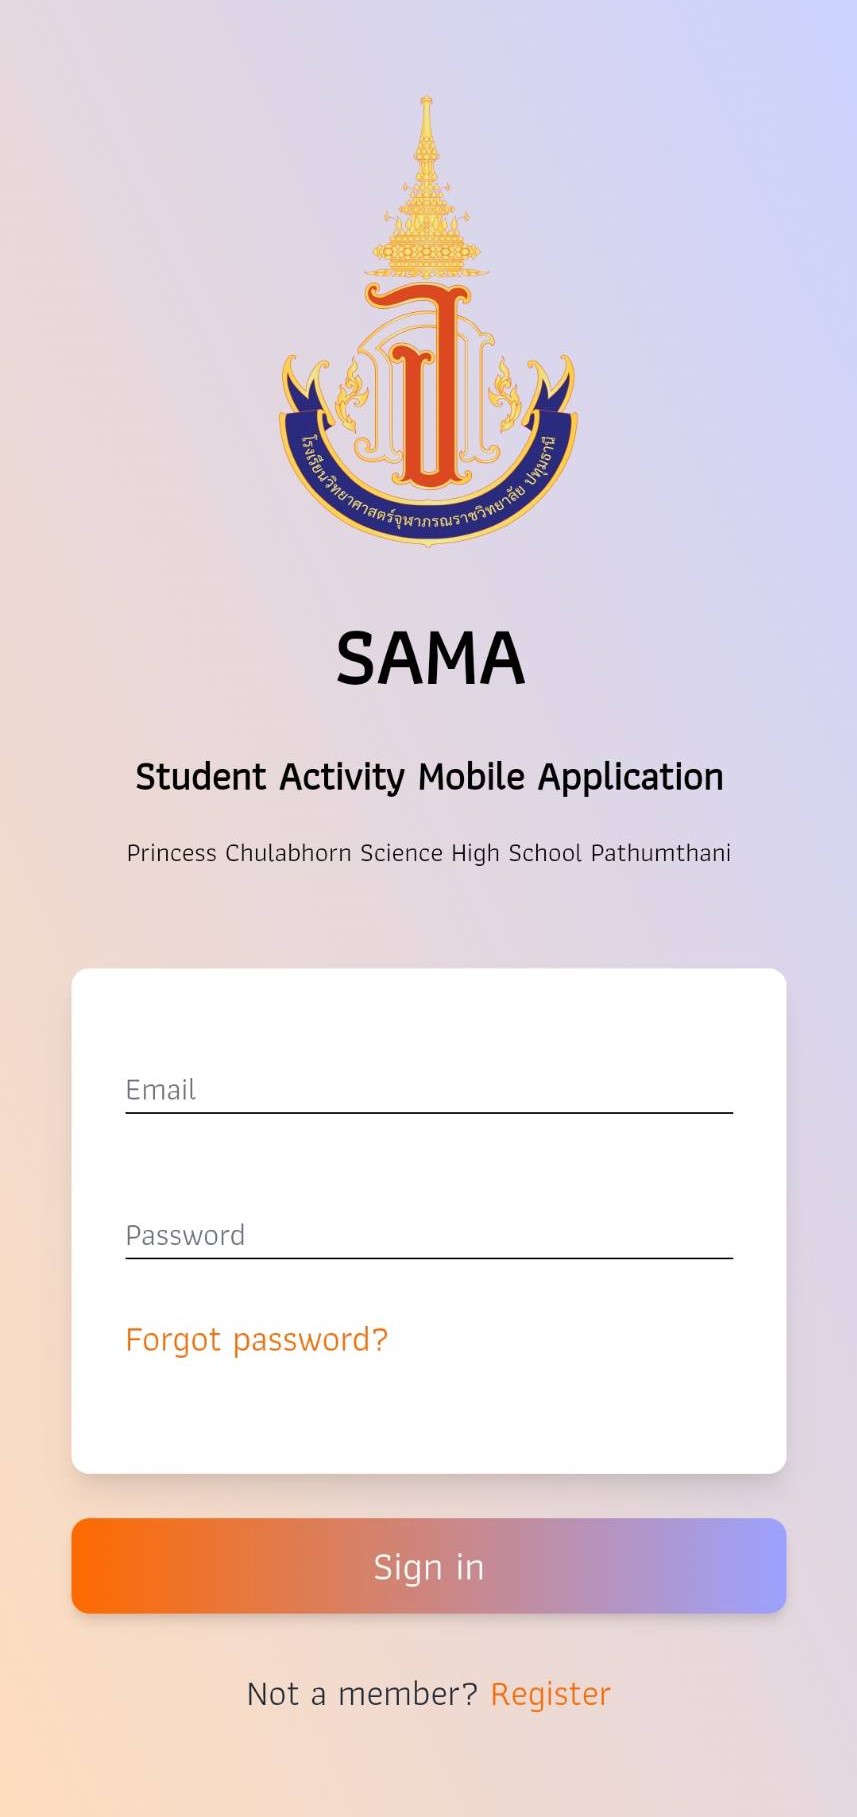 โรงเรียนวิทยาศาสตร์จุฬาภรณราชวิทยาลัย ปทุมธานี
SAMA
Student Activity Mobile Application
Princess Chulabhorn Science High School Pathumthani
Email
Password
Forgot password?
Sign in
Not a member? Register